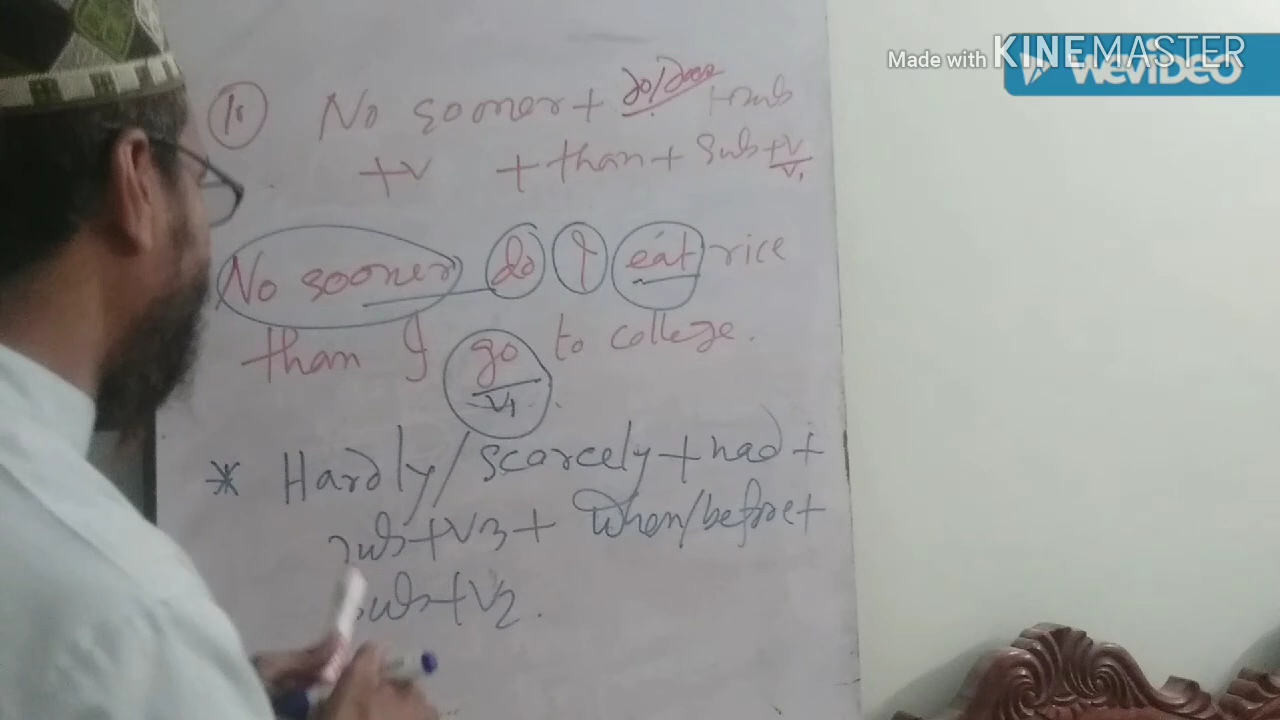 Made with KINEMASTER
WeVideo
1. No sooner + do/does + sub
+v + than + sub + v
v1
No sooner do I eat rice
than I go to college.
v1
* Hardly/scarcely + had +
sub + v3 + when/before +
sub + v2.